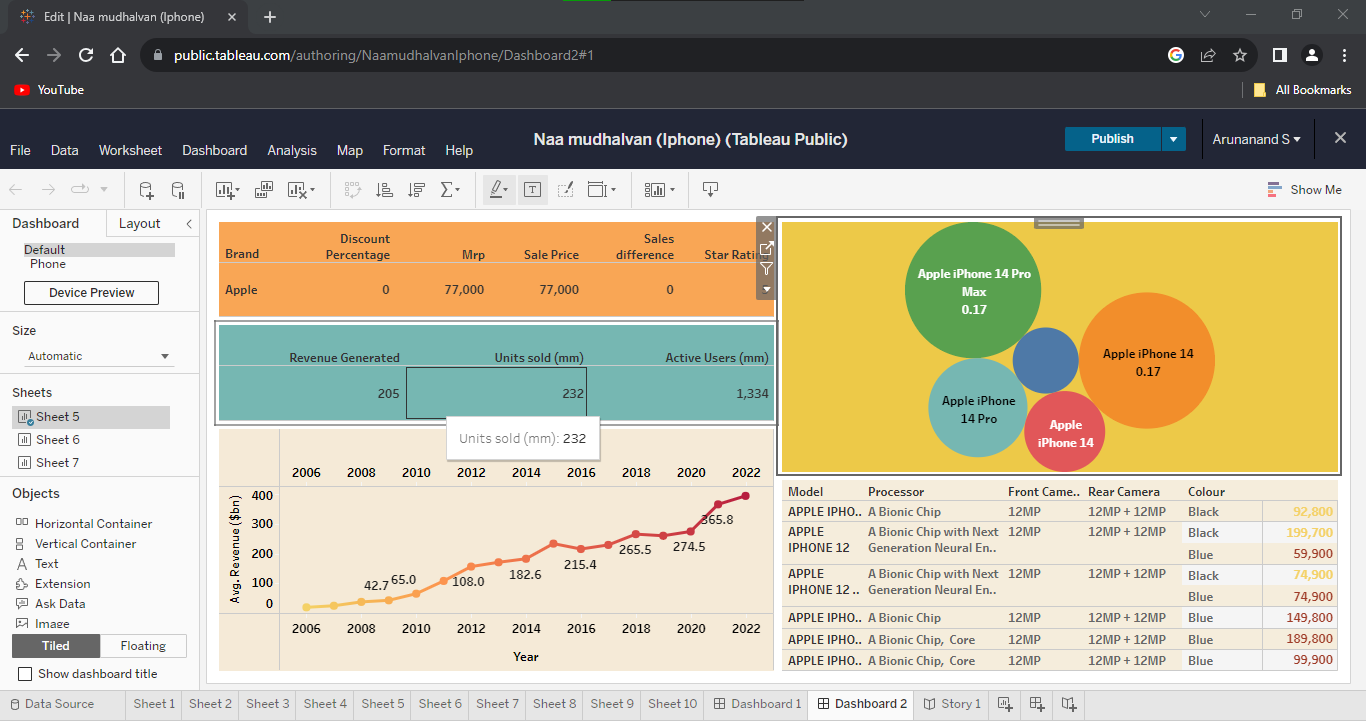 Edit | Naa mudhalvan (Iphone)
public.tableau.com/authoring/NaamudhalvanIphone/Dashboard2#1
YouTube
All Bookmarks
Naa mudhalvan (Iphone) (Tableau Public)
Publish
Arunanand S
File Data Worksheet Dashboard Analysis Map Format Help
Show Me
Dashboard Layout
Default
Phone
Device Preview
Size
Automatic
Sheets
Sheet 5
Sheet 6
Sheet 7
Objects
Horizontal Container
Vertical Container
Text
Extension
Ask Data
Image
Tiled Floating
Show dashboard title
Discount Sales
Brand Percentage Mrp Sale Price difference Star Ratin
Apple 0 77,000 77,000 0
Revenue Generated Units sold (mm) Active Users (mm)
205 232 1,334
Units sold (mm): 232
2006 2008 2010 2012 2014 2016 2018 2020 2022
Avg. Revenue ($bn)
400
300
200
100
0
42.7 65.0 108.0 182.6 215.4 265.5 274.5 365.8
2006 2008 2010 2012 2014 2016 2018 2020 2022
Year
Apple iPhone 14 Pro
Max
0.17
Apple iPhone 14
0.17
Apple iPhone
14 Pro
Apple
iPhone 14
Model Processor Front Came.. Rear Camera Colour
APPLE IPHO.. A Bionic Chip 12MP 12MP + 12MP Black 92,800
APPLE A Bionic Chip with Next 12MP 12MP + 12MP Black 199,700
IPHONE 12 Generation Neural En.. Blue 59,900
APPLE A Bionic Chip with Next 12MP 12MP + 12MP Black 74,900
IPHONE 12 .. Generation Neural En.. Blue 74,900
APPLE IPHO.. A Bionic Chip 12MP 12MP + 12MP Blue 149,800
APPLE IPHO.. A Bionic Chip, Core 12MP 12MP + 12MP Blue 189,800
APPLE IPHO.. A Bionic Chip, Core 12MP 12MP + 12MP Blue 99,900
Data Source Sheet 1 Sheet 2 Sheet 3 Sheet 4 Sheet 5 Sheet 6 Sheet 7 Sheet 8 Sheet 9 Sheet 10 Dashboard 1 Dashboard 2 Story 1